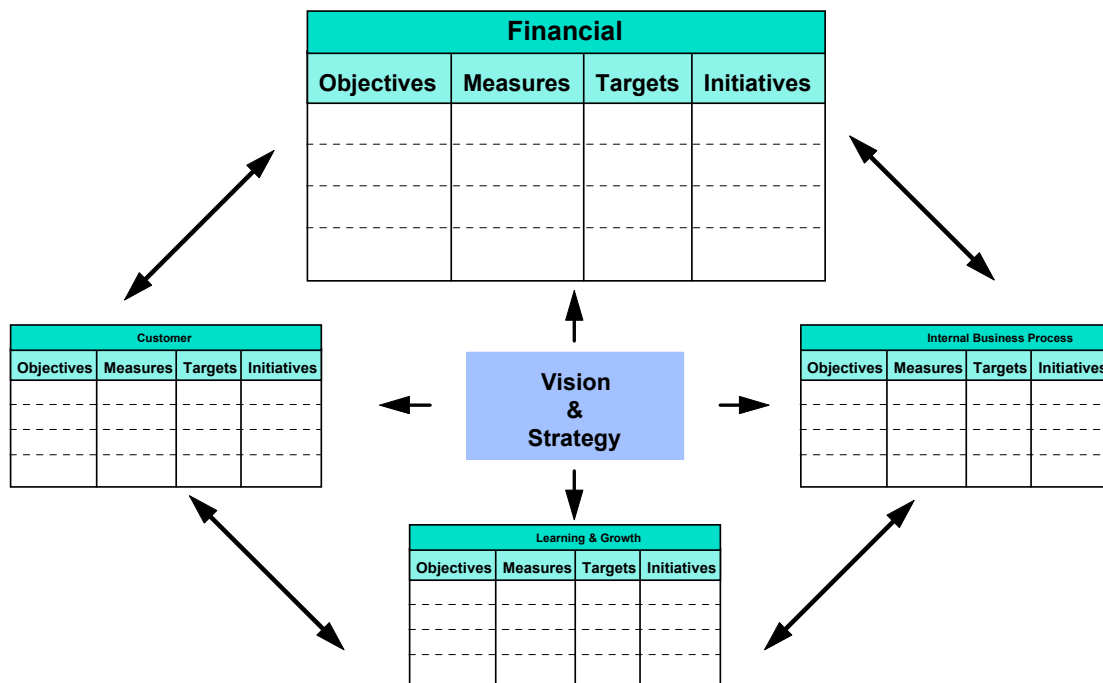 Financial
Objectives Measures Targets Initiatives
Customer
Objectives Measures Targets Initiatives
Vision
&
Strategy
Internal Business Process
Objectives Measures Targets Initiatives
Learning & Growth
Objectives Measures Targets Initiatives